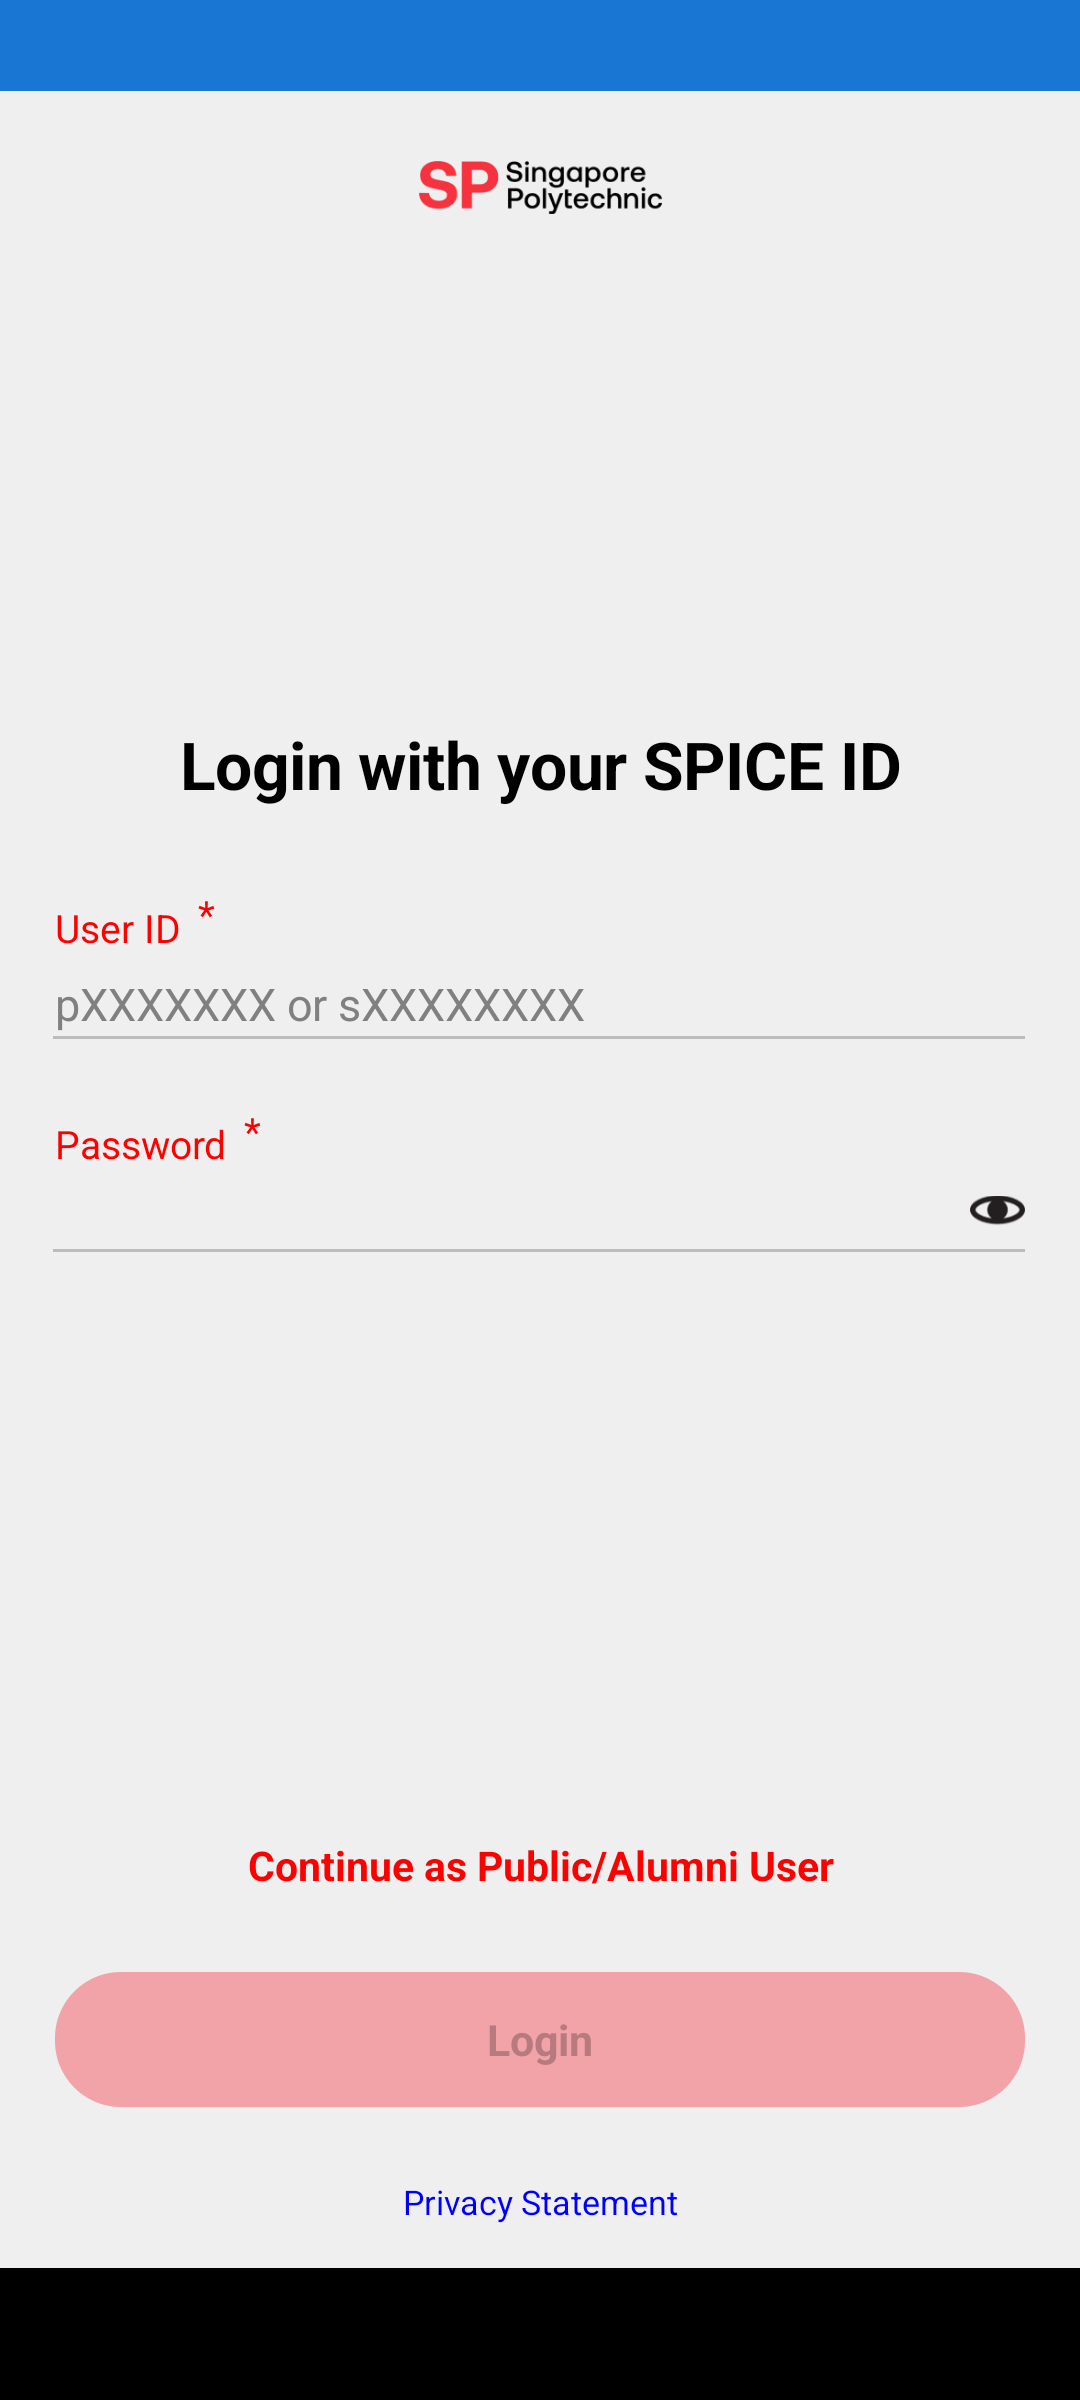 SP Singapore
Polytechnic
Login with your SPICE ID
User ID *
pXXXXXXX or sXXXXXXXX
Password *
Continue as Public/Alumni User
Login
Privacy Statement